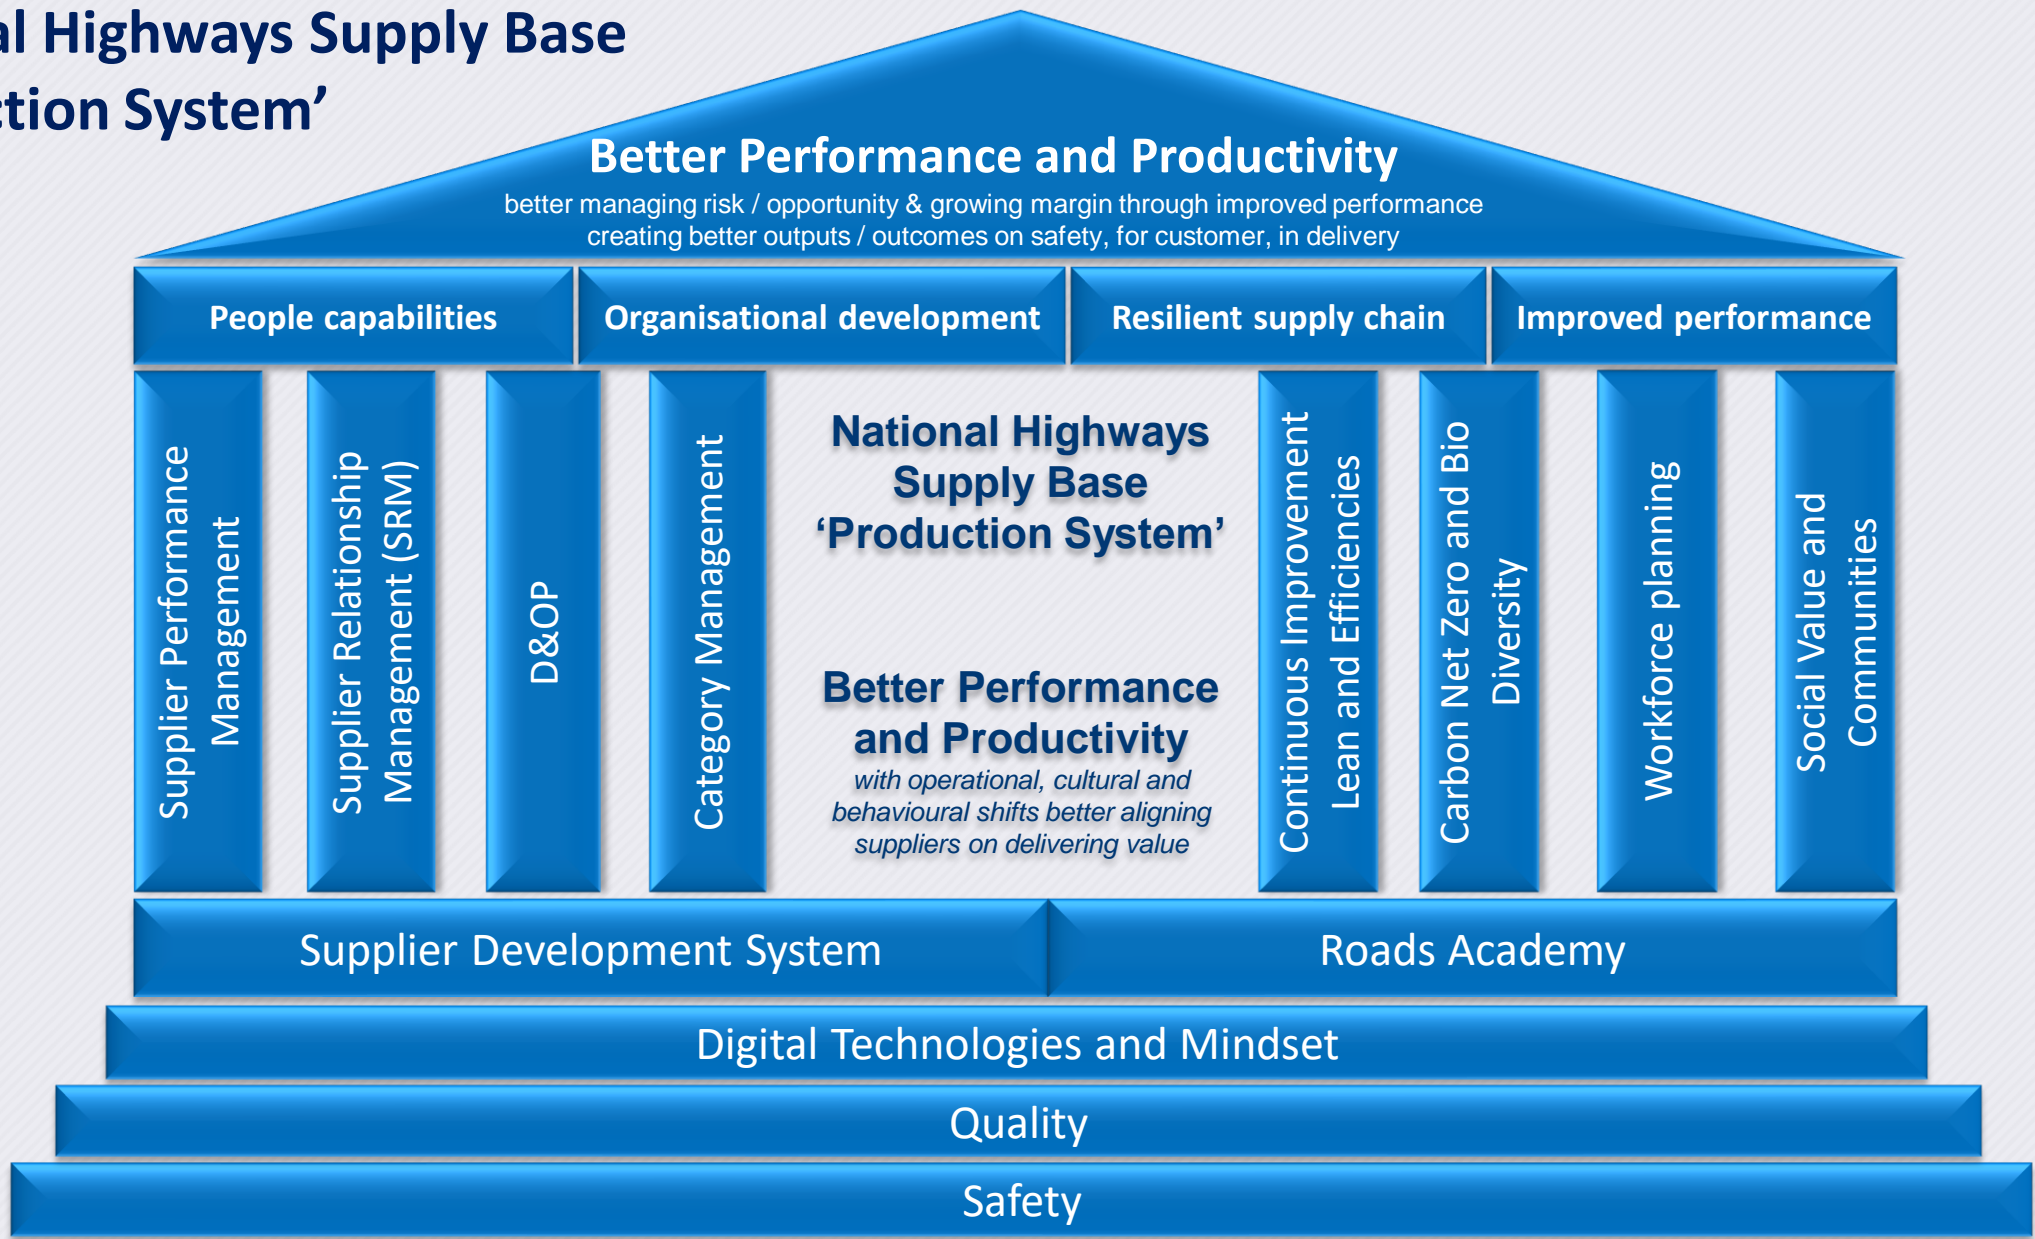 al Highways Supply Base
ction System’
Better Performance and Productivity
better managing risk / opportunity & growing margin through improved performance
creating better outputs / outcomes on safety, for customer, in delivery
People capabilities
Organisational development
Resilient supply chain
Improved performance
Supplier Performance
Management
Supplier Relationship
Management (SRM)
D&OP
Category Management
National Highways
Supply Base
‘Production System’
Better Performance
and Productivity
with operational, cultural and
behavioural shifts better aligning
suppliers on delivering value
Continuous Improvement
Lean and Efficiencies
Carbon Net Zero and Bio
Diversity
Workforce planning
Social Value and
Communities
Supplier Development System
Roads Academy
Digital Technologies and Mindset
Quality
Safety